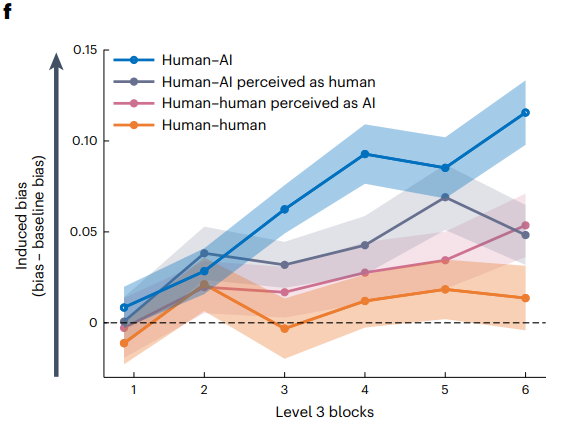 f
0.15
0.10
0.05
0
Induced bias
(bias – baseline bias)
Human–AI
Human–AI perceived as human
Human–human perceived as AI
Human–human
1 2 3 4 5 6
Level 3 blocks